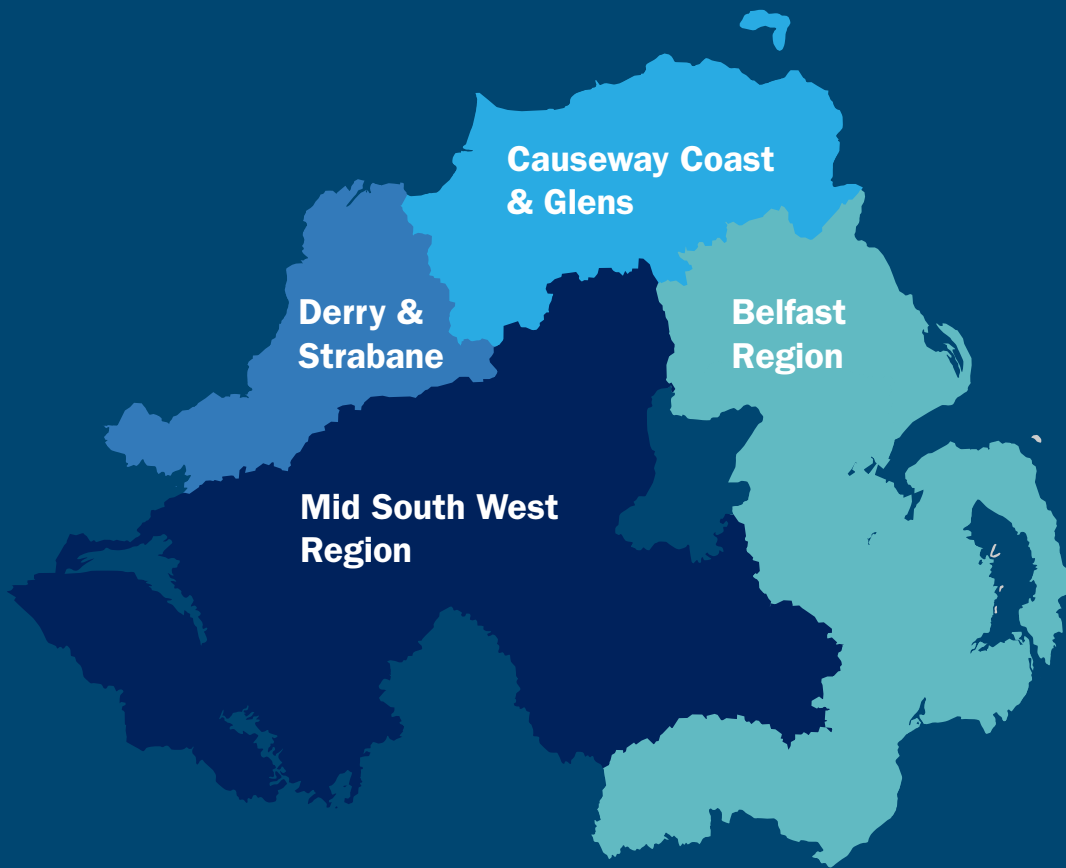 Causeway Coast
& Glens
Derry &
Strabane
Belfast
Region
Mid South West
Region